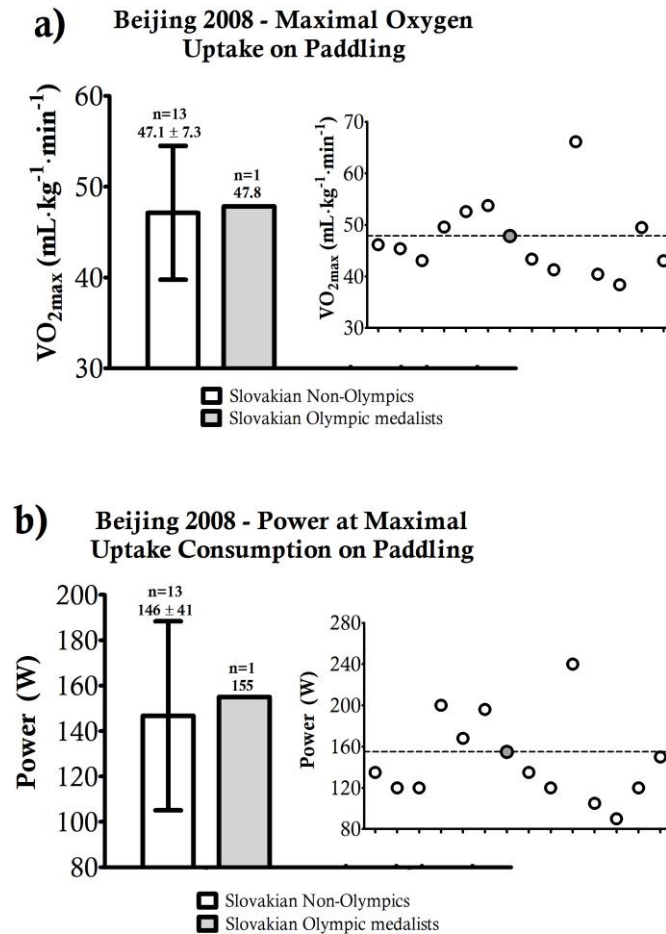 a)
Beijing 2008 - Maximal Oxygen
Uptake on Paddling
VO2max (mL·kg⁻¹·min⁻¹)
60
50
40
30
n=13
47.1 ± 7.3
n=1
47.8
VO2max (mL·kg⁻¹·min⁻¹)
70
60
50
40
30
Slovakian Non-Olympics
Slovakian Olympic medalists
b)
Beijing 2008 - Power at Maximal
Uptake Consumption on Paddling
Power (W)
200
180
160
140
120
100
80
n=13
146 ± 41
n=1
155
Power (W)
280
240
200
160
120
80
Slovakian Non-Olympics
Slovakian Olympic medalists